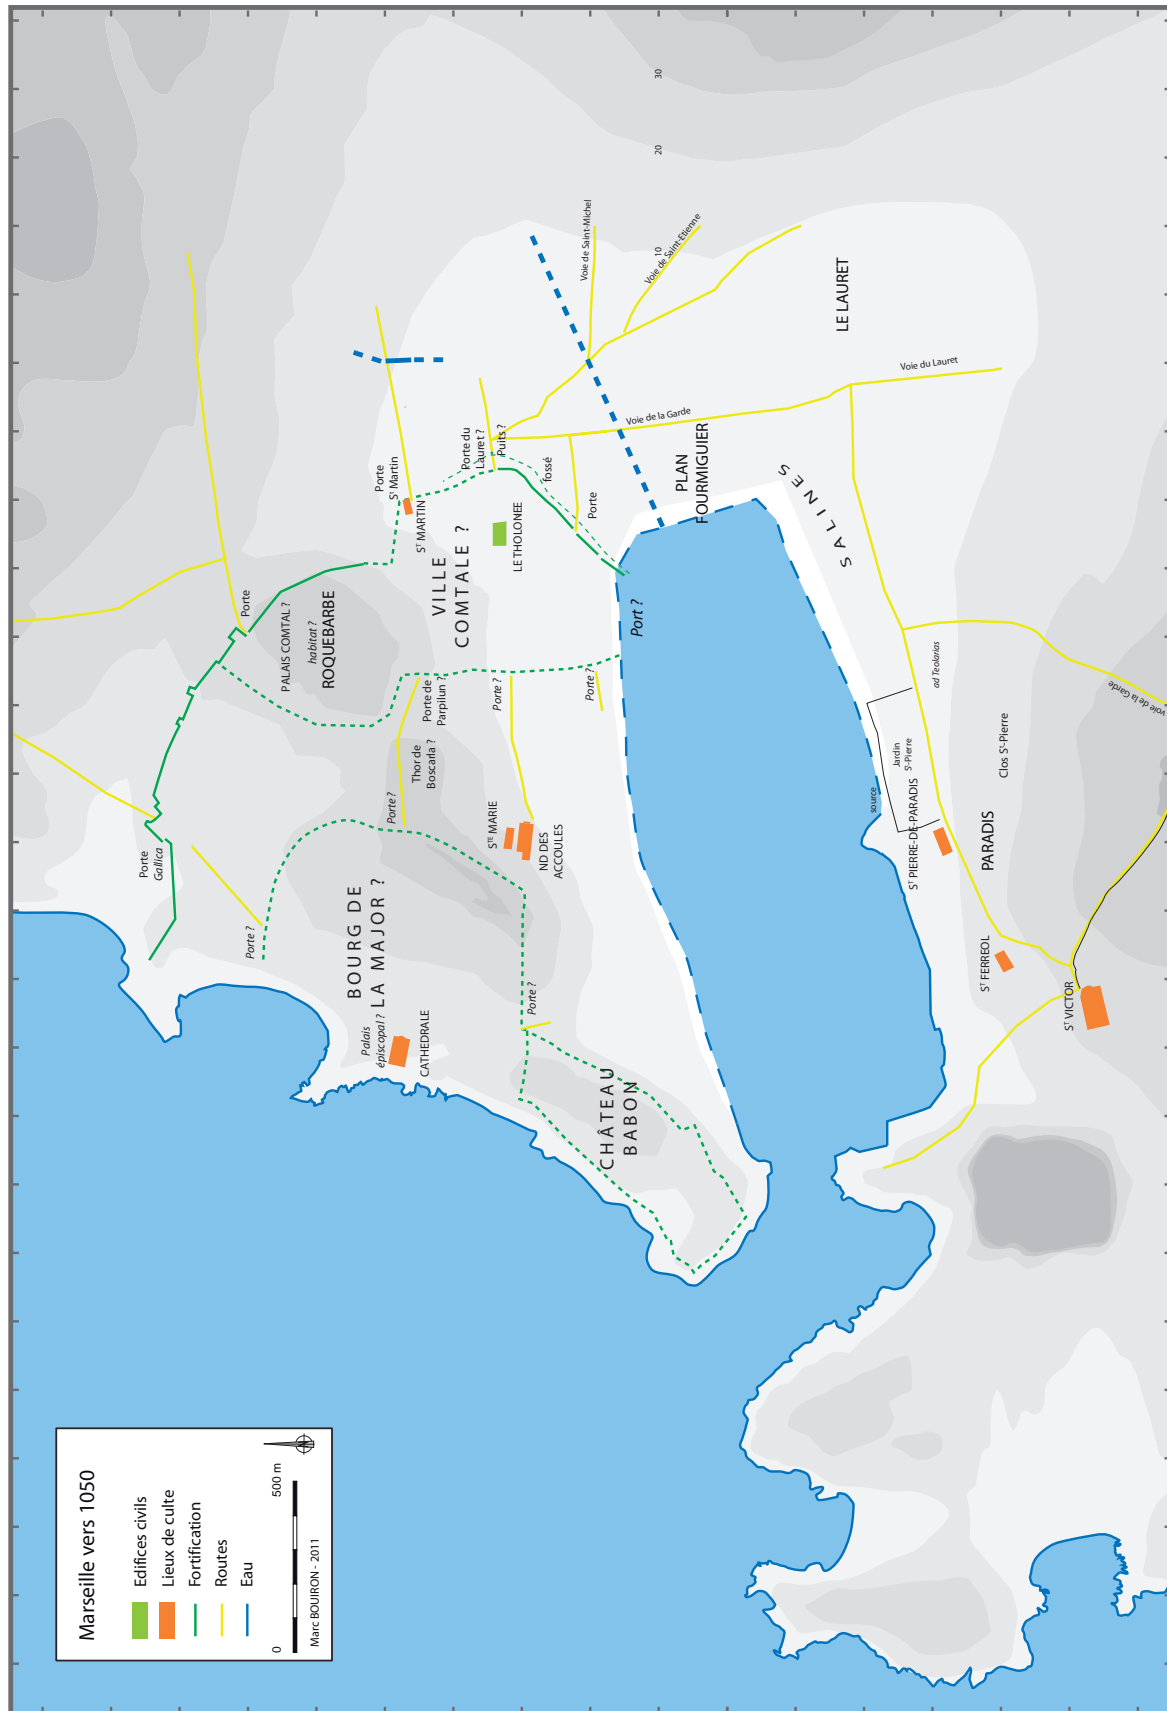 Marseille vers 1050
Edifices civils
Lieux de culte
Fortification
Routes
Eau
0
500 m
Marc BOUIRON - 2011
N
Porte
Gallica
Porte ?
BOURG DE
LA MAJOR ?
Palais
épiscopal ?
CATHEDRALE
Porte ?
CHÂTEAU
BABON
Porte
PALAIS COMTAL ?
habitat ?
ROQUEBARBE
Porte ?
Thor de
Boscarla ?
Porte de
Parpilun ?
STE MARIE
ND DES
ACCOULES
Porte ?
Porte ?
VILLE
COMTALE ?
Porte
St Martin
ST MARTIN
Porte du
Lauret ?
Puits ?
LE THOLONEE
fossé
Porte
Port ?
Voie de Saint-Michel
Voie de Saint-Etienne
10
20
30
Voie de la Garde
PLAN
FOURMIGUIER
LE LAURET
Voie du Lauret
SALINES
source
Jardin
St-Pierre
ad Teolarias
ST PIERRE-DE-PARADIS
PARADIS
Clos St-Pierre
voie de la Garde
ST FERREOL
ST VICTOR